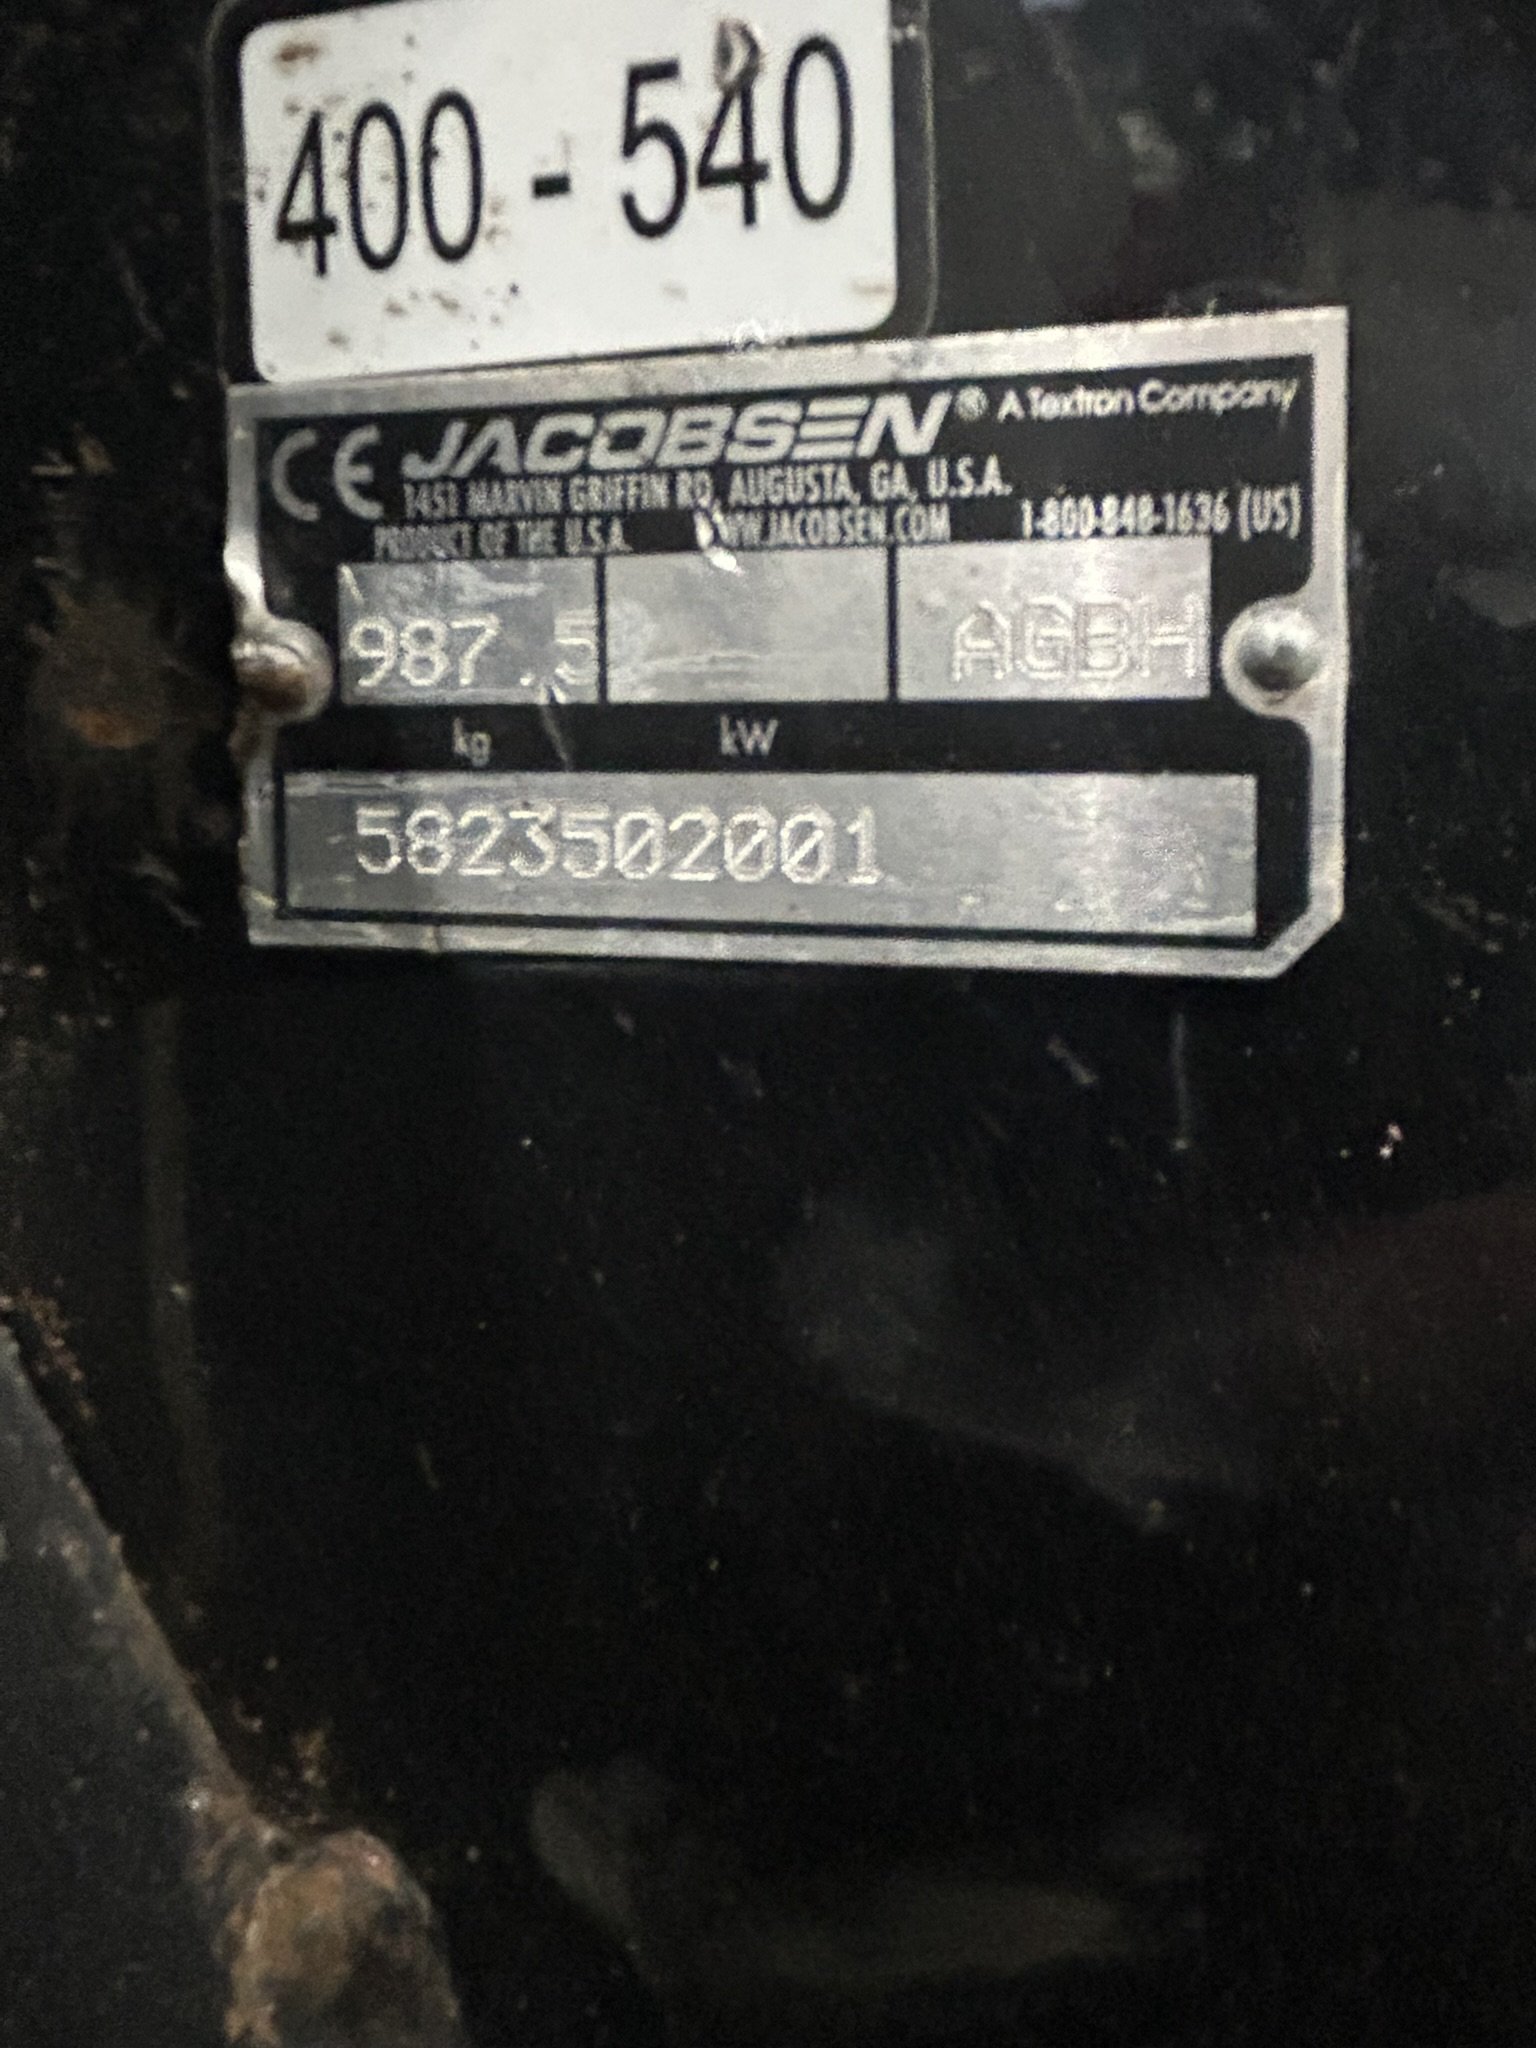 400 - 540
CE JACOBSEN® A Textron Company
1451 MARVIN GRIFFIN RD, AUGUSTA, GA, U.S.A.
PRODUCT OF THE U.S.A. WWW.JACOBSEN.COM 1-800-848-1636 (US)
987.5 AGBH
kg kW
5823502001